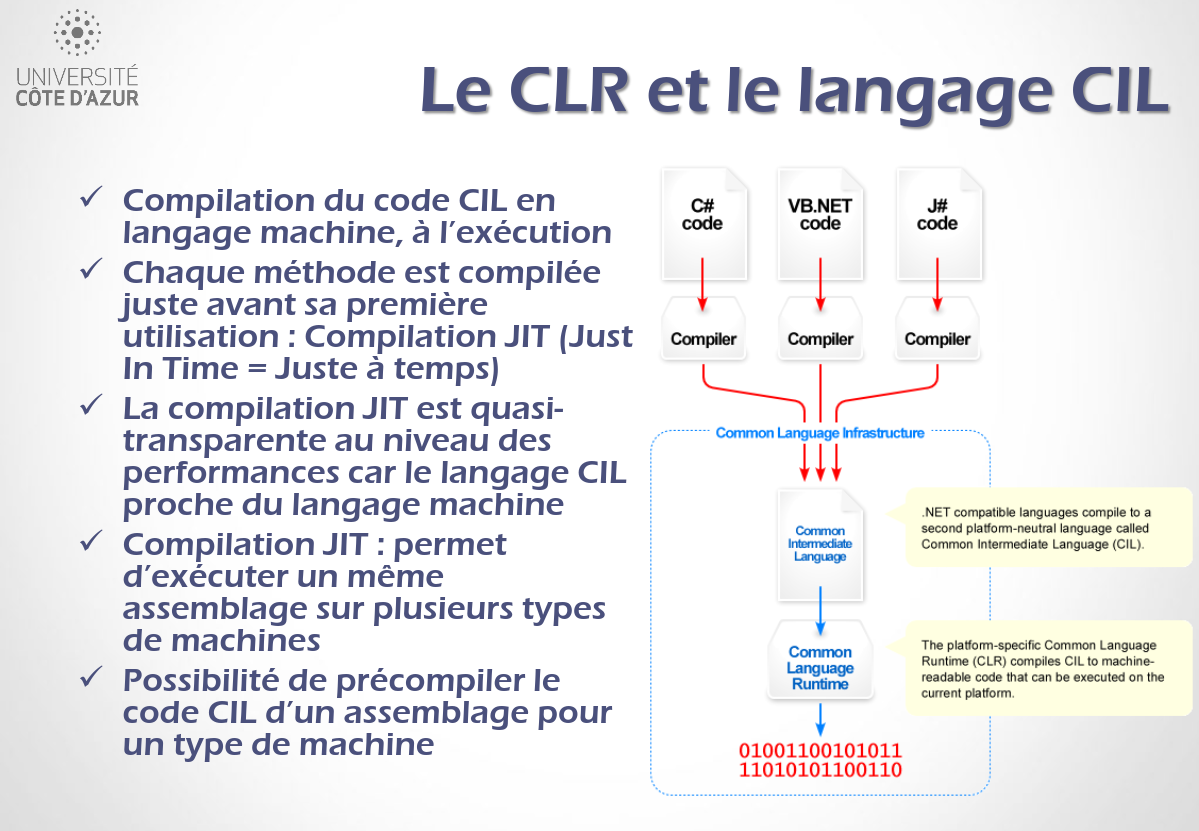 UNIVERSITÉ
CÔTE D'AZUR
Le CLR et le langage CIL
✓ Compilation du code CIL en
langage machine, à l’exécution
✓ Chaque méthode est compilée
juste avant sa première
utilisation : Compilation JIT (Just
In Time = Juste à temps)
✓ La compilation JIT est quasi-
transparente au niveau des
performances car le langage CIL
proche du langage machine
✓ Compilation JIT : permet
d’exécuter un même
assemblage sur plusieurs types
de machines
✓ Possibilité de précompiler le
code CIL d’un assemblage pour
un type de machine
C#
code
VB.NET
code
J#
code
Compiler
Compiler
Compiler
Common Language Infrastructure
Common
Intermediate
Language
.NET compatible languages compile to a
second platform-neutral language called
Common Intermediate Language (CIL).
Common
Language
Runtime
The platform-specific Common Language
Runtime (CLR) compiles CIL to machine-
readable code that can be executed on the
current platform.
01001100101011
11010101100110